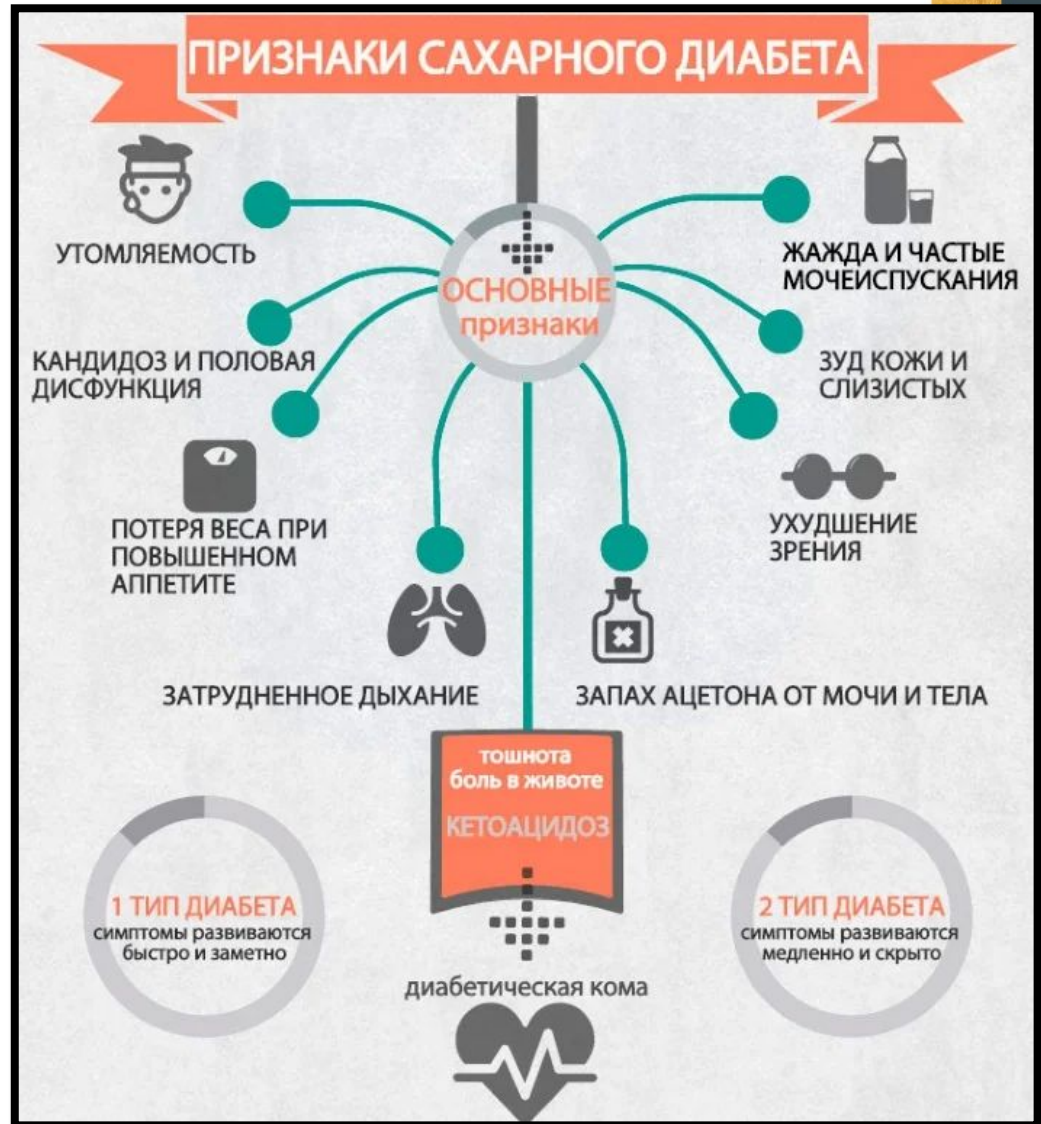 ПРИЗНАКИ САХАРНОГО ДИАБЕТА
ОСНОВНЫЕ
признаки
УТОМЛЯЕМОСТЬ
ЖАЖДА И ЧАСТЫЕ
МОЧЕИСПУСКАНИЯ
КАНДИДОЗ И ПОЛОВАЯ
ДИСФУНКЦИЯ
ЗУД КОЖИ И
СЛИЗИСТЫХ
ПОТЕРЯ ВЕСА ПРИ
ПОВЫШЕННОМ
АППЕТИТЕ
УХУДШЕНИЕ
ЗРЕНИЯ
ЗАТРУДНЕННОЕ ДЫХАНИЕ
ЗАПАХ АЦЕТОНА ОТ МОЧИ И ТЕЛА
тошнота
боль в животе
КЕТОАЦИДОЗ
1 ТИП ДИАБЕТА
симптомы развиваются
быстро и заметно
2 ТИП ДИАБЕТА
симптомы развиваются
медленно и скрыто
диабетическая кома